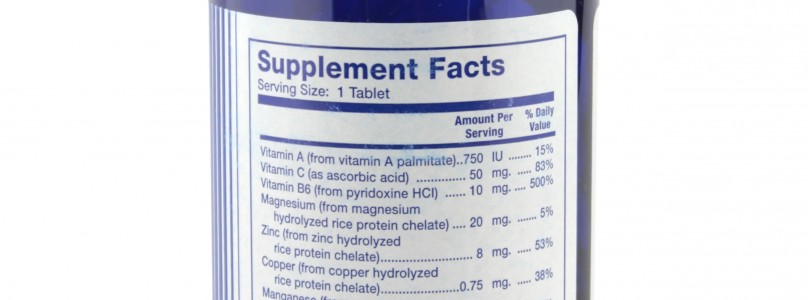 Supplement Facts
Serving Size: 1 Tablet
Amount Per Serving % Daily Value
Vitamin A (from vitamin A palmitate)..750 IU ........ 15%
Vitamin C (as ascorbic acid) .............. 50 mg. ..... 83%
Vitamin B6 (from pyridoxine HCl) ...... 10 mg. .... 500%
Magnesium (from magnesium
hydrolyzed rice protein chelate) .... 20 mg. ...... 5%
Zinc (from zinc hydrolyzed
rice protein chelate)....................... 8 mg. ..... 53%
Copper (from copper hydrolyzed
rice protein chelate)...................0.75 mg. ..... 38%